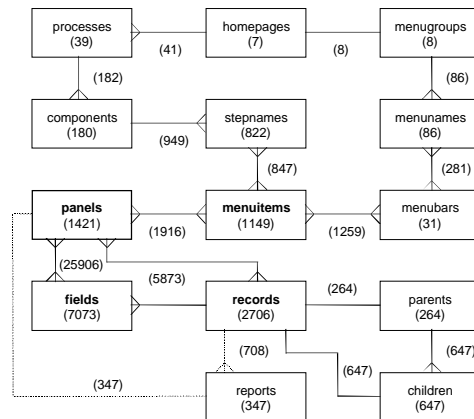 processes
(39)
homepages
(7)
menugroups
(8)
(41)
(8)
(182)
(86)
components
(180)
stepnames
(822)
menunames
(86)
(949)
(847)
(281)
panels
(1421)
menuitems
(1149)
menubars
(31)
(1916)
(1259)
(25906)
(5873)
(264)
fields
(7073)
records
(2706)
parents
(264)
(708)
(647)
(647)
(347)
reports
(347)
children
(647)